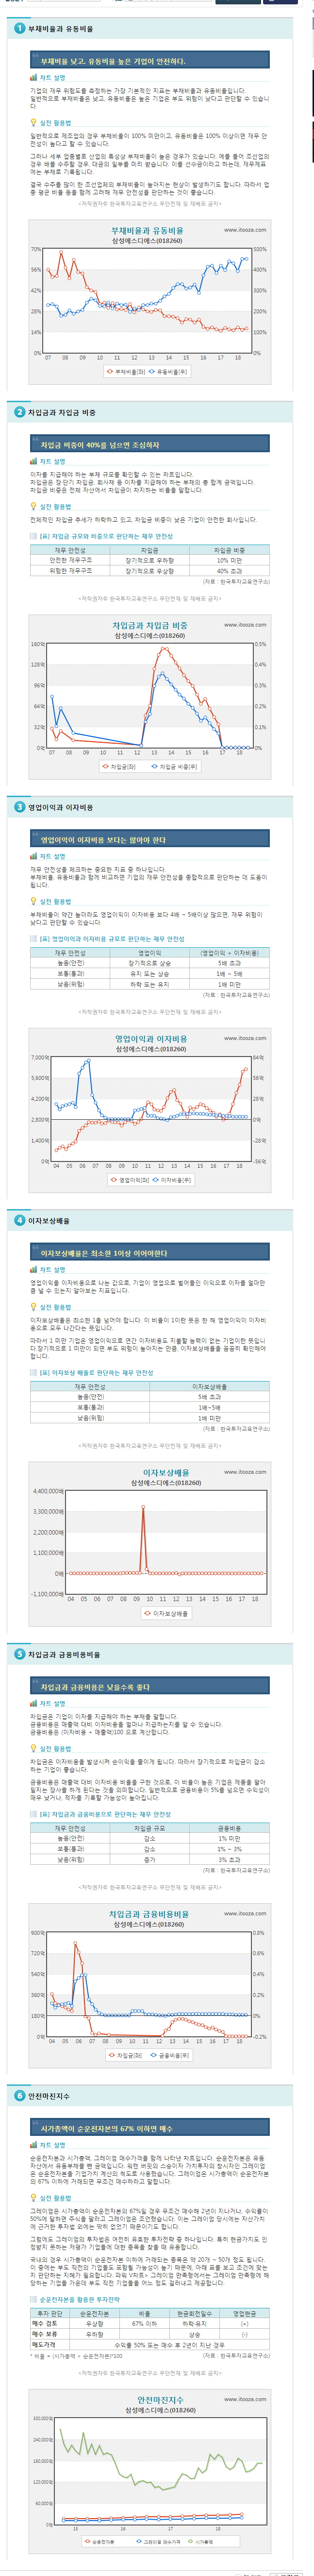 1 부채비율과 유동비율
부채비율 낮고, 유동비율 높은 기업이 안전하다.
차트 설명
기업의 재무 위험도를 측정하는 가장 기본적인 지표는 부채비율과 유동비율입니다.
일반적으로 부채비율은 낮고, 유동비율은 높은 기업은 부도 위험이 낮다고 판단할 수 있습니
다.
실전 활용법
일반적으로 제조업의 경우 부채비율이 100% 미만이고, 유동비율은 100% 이상이면 재무 안
전성이 높다고 할 수 있습니다.
그러나 세부 업종별로 산업의 특성상 부채비율이 높은 경우가 있습니다. 예를 들어 조선업의
경우 배를 수주할 경우, 대금의 일부를 미리 받습니다. 이를 선수금이라고 하는데, 재무제표
에는 부채로 기록됩니다.
결국 수주를 많이 한 조선업체의 부채비율이 높아지는 현상이 발생하기도 합니다. 따라서 업
종 평균 비율 등을 함께 고려해 재무 안전성을 판단하는 것이 좋습니다.
<저작권자ⓒ 한국투자교육연구소 무단전재 및 재배포 금지>
부채비율과 유동비율
www.itooza.com
삼성에스디에스(018260)
70% 500%
56% 400%
42% 300%
28% 200%
14% 100%
0% 0%
07 08 09 10 11 12 13 14 15 16 17 18
부채비율[좌] 유동비율[우]
2 차입금과 차입금 비중
차입금 비중이 40%를 넘으면 조심하자
차트 설명
이자를 지급해야 하는 부채 규모를 확인할 수 있는 차트입니다.
차입금은 장·단기 차입금, 회사채 등 이자를 지급해야 하는 부채의 총 합계 금액입니다.
차입금 비중은 전체 자산에서 차입금이 차지하는 비율을 말합니다.
실전 활용법
전체적인 차입금 추세가 하락하고 있고, 차입금 비중이 낮은 기업이 안전한 회사입니다.
[표] 차입금 규모와 비중으로 판단하는 재무 안전성
재무 안전성 차입금 차입금 비중
안전한 재무구조 장기적으로 우하향 10% 미만
위험한 재무구조 장기적으로 우상향 40% 초과
(자료 : 한국투자교육연구소)
<저작권자ⓒ 한국투자교육연구소 무단전재 및 재배포 금지>
차입금과 차입금 비중
www.itooza.com
삼성에스디에스(018260)
160억 0.5%
128억 0.4%
96억 0.3%
64억 0.2%
32억 0.1%
0억 0%
07 08 09 10 11 12 13 14 15 16 17 18
차입금[좌] 차입금 비중[우]
3 영업이익과 이자비용
영업이익이 이자비용 보다는 많아야 한다
차트 설명
재무 안전성을 체크하는 중요한 지표 중 하나입니다.
부채비율, 유동비율과 함께 비교하면 기업의 재무 안전성을 종합적으로 판단하는 데 도움이
됩니다.
실전 활용법
부채비율이 약간 높더라도 영업이익이 이자비용 보다 4배 ~ 5배이상 많으면, 재무 위험이
낮다고 판단할 수 있습니다.
[표] 영업이익과 이자비용 규모로 판단하는 재무 안전성
재무 안전성 영업이익 (영업이익 ÷ 이자비용)
높음(안전) 장기적으로 상승 5배 초과
보통(통과) 유지 또는 상승 1배 ~ 5배
낮음(위험) 하락 또는 유지 1배 미만
(자료 : 한국투자교육연구소)
<저작권자ⓒ 한국투자교육연구소 무단전재 및 재배포 금지>
영업이익과 이자비용
www.itooza.com
삼성에스디에스(018260)
7,000억 84억
5,600억 56억
4,200억 28억
2,800억 0억
1,400억 -28억
0억 -56억
04 05 06 07 08 09 10 11 12 13 14 15 16 17 18
영업이익[좌] 이자비용[우]
4 이자보상배율
이자보상배율은 최소한 1이상 이어야한다
차트 설명
영업이익을 이자비용으로 나눈 값으로, 기업이 영업으로 벌어들인 이익으로 이자를 얼마만
큼 낼 수 있는지 알아보는 지표입니다.
실전 활용법
이자보상배율은 최소한 1을 넘어야 합니다. 이 비율이 1이란 뜻은 한 해 영업이익이 이자비
용으로 모두 나간다는 뜻입니다.
따라서 1 미만 기업은 영업이익으로 연간 이자비용도 지불할 능력이 없는 기업이란 뜻입니
다.장기적으로 1 미만이 되면 부도 위험이 높아지는 만큼, 이자보상배율을 꼼꼼히 확인해야
합니다.
[표] 이자보상 배율로 판단하는 재무 안전성
재무 안전성 이자보상배율
높음(안전) 5배 초과
보통(통과) 1배~5배
낮음(위험) 1배 미만
(자료 : 한국투자교육연구소)
<저작권자ⓒ 한국투자교육연구소 무단전재 및 재배포 금지>
이자보상배율
www.itooza.com
삼성에스디에스(018260)
4,400,000배
3,300,000배
2,200,000배
1,100,000배
0배
-1,100,000배
04 05 06 07 08 09 10 11 12 13 14 15 16 17 18
이자보상배율
5 차입금과 금융비용비율
차입금과 금융비용은 낮을수록 좋다
차트 설명
차입금은 기업이 이자를 지급해야 하는 부채를 말합니다.
금융비용은 매출액 대비 이자비용을 얼마나 지급하는지를 알 수 있습니다.
금융비용은 (이자비용 ÷ 매출액)100 으로 계산합니다.
실전 활용법
차입금은 이자비용을 발생시켜 순이익을 줄이게 됩니다. 따라서 장기적으로 차입금이 감소
하는 기업이 좋습니다.
금융비용은 매출액 대비 이자비용 비율을 구한 것으로, 이 비율이 높은 기업은 제품을 팔아
밑지는 장사를 하게 된다는 것을 의미합니다. 일반적으로 금융비용이 5%를 넘으면 수익성이
매우 낮거나, 적자를 기록할 가능성이 높아집니다.
[표] 차입금과 금융비용으로 판단하는 재무 안전성
재무 안전성 차입금 규모 금융비용
높음(안전) 감소 1% 미만
보통(통과) 감소 1% ~ 3%
낮음(위험) 증가 3% 초과
(자료 : 한국투자교육연구소)
<저작권자ⓒ 한국투자교육연구소 무단전재 및 재배포 금지>
차입금과 금융비용비율
www.itooza.com
삼성에스디에스(018260)
900억 0.8%
720억 0.6%
540억 0.4%
360억 0.2%
180억 0%
0억 -0.2%
04 05 06 07 08 09 10 11 12 13 14 15 16 17 18
차입금[좌] 금융비용율[우]
6 안전마진지수
시가총액이 순운전자본의 67% 이하면 매수
차트 설명
순운전자본과 시가총액, 그레이엄 매수가격을 함께 나타낸 차트입니다. 순운전자본은 유동
자산에서 유동부채를 뺀 금액입니다. 워렌 버핏의 스승이자 가치투자의 창시자인 그레이엄
은 순운전자본을 기업가치 계산의 척도로 사용했습니다. 그레이엄은 시가총액이 순운전자본
의 67% 이하에 거래되면 무조건 매수하라고 말합니다.
실전 활용법
그레이엄은 시가총액이 순운전자본의 67%일 경우 무조건 매수해 2년이 지나거나, 수익률이
50%에 달하면 주식을 팔라고 그레이엄은 조언했습니다. 이는 그레이엄 당시에는 자산가치
에 근거한 투자법 외에는 딱히 없었기 때문이기도 합니다.
그럼에도 그레이엄의 투자법은 여전히 유효한 투자전략 중 하나입니다. 특히 현금가치도 인
정받지 못하는 저평가 기업들에 대한 종목을 찾을 때 유용합니다.
국내의 경우 시가총액이 순운전자본 이하에 거래되는 종목은 약 20개 ~ 50개 정도 됩니다.
이 중에는 부도 직전의 기업들도 포함될 가능성이 높기 때문에, 아래 표를 보고 조건에 맞는
지 판단하는 지혜가 필요합니다. 파워 V차트> 그레이엄 만족형에서는 그레이엄 만족형에 해
당하는 기업들 가운데 부도 직전 기업들을 어느 정도 걸러내고 제공합니다.
순운전자본을 활용한 투자전략
투자 판단 순운전자본 비율 현금회전일수 영업현금
매수 검토 우상향 67% 이하 하락·유지 (+)
매수 보류 우하향 상승 (-)
매도가격 수익률 50% 또는 매수 후 2년이 지난 경우
* 비율 = (시가총액 ÷ 순운전자본)*100 (자료 : 한국투자교육연구소)
<저작권자ⓒ 한국투자교육연구소 무단전재 및 재배포 금지>
안전마진지수
www.itooza.com
삼성에스디에스(018260)
300,000억
240,000억
180,000억
120,000억
60,000억
0억
15 16 17 18
순운전자본 그레이엄 매수가격 시가총액